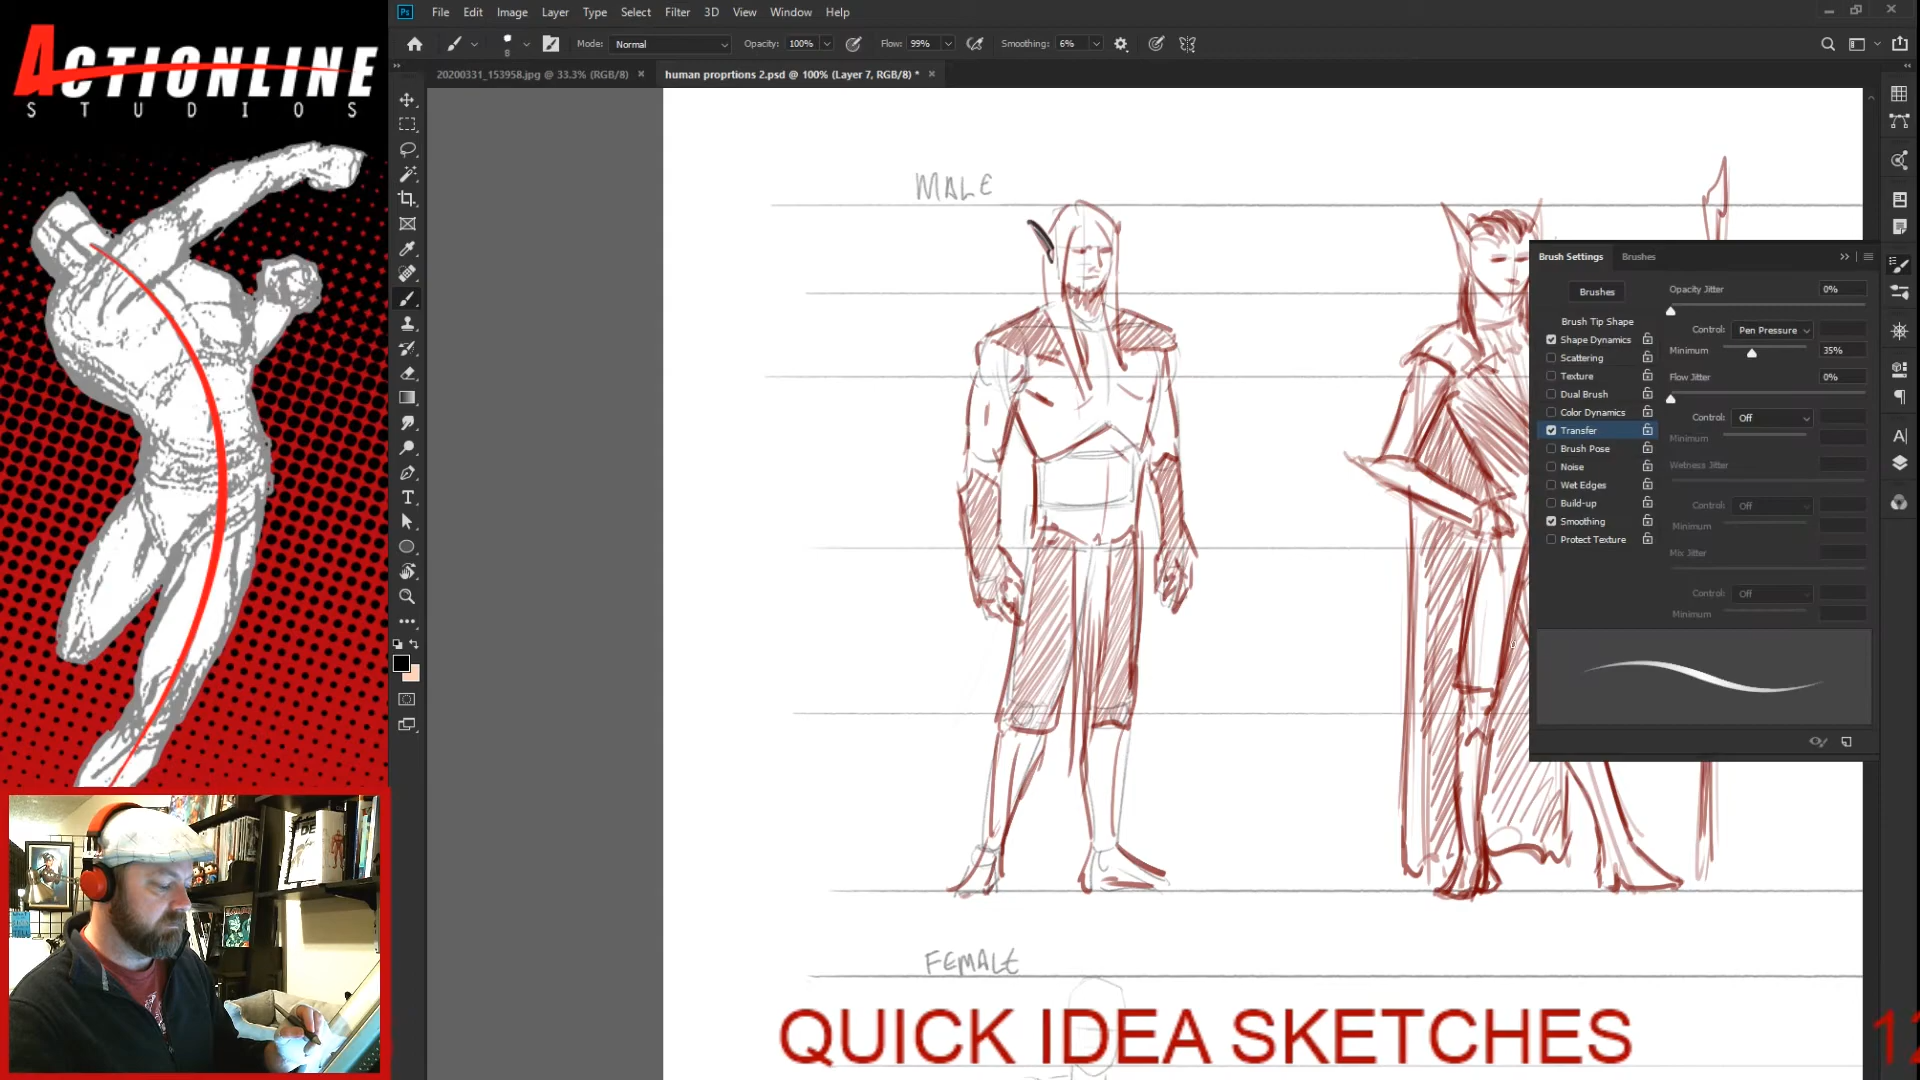 ACTIONLINE
STUDIOS
Ps File Edit Image Layer Type Select Filter 3D View Window Help
8 Mode: Normal Opacity: 100% Flow: 99% Smoothing: 6%
20200331_153958.jpg @ 33.3% (RGB/8) × human proprtions 2.psd @ 100% (Layer 7, RGB/8) * ×
MALE
Brush Settings Brushes
Brushes
Brush Tip Shape
Shape Dynamics
Scattering
Texture
Dual Brush
Color Dynamics
Transfer
Brush Pose
Noise
Wet Edges
Build-up
Smoothing
Protect Texture
Opacity Jitter 0%
Control: Pen Pressure
Minimum 35%
Flow Jitter 0%
Control: Off
Minimum
Wetness Jitter
Control: Off
Minimum
Mix Jitter
Control: Off
Minimum
FEMALE
QUICK IDEA SKETCHES